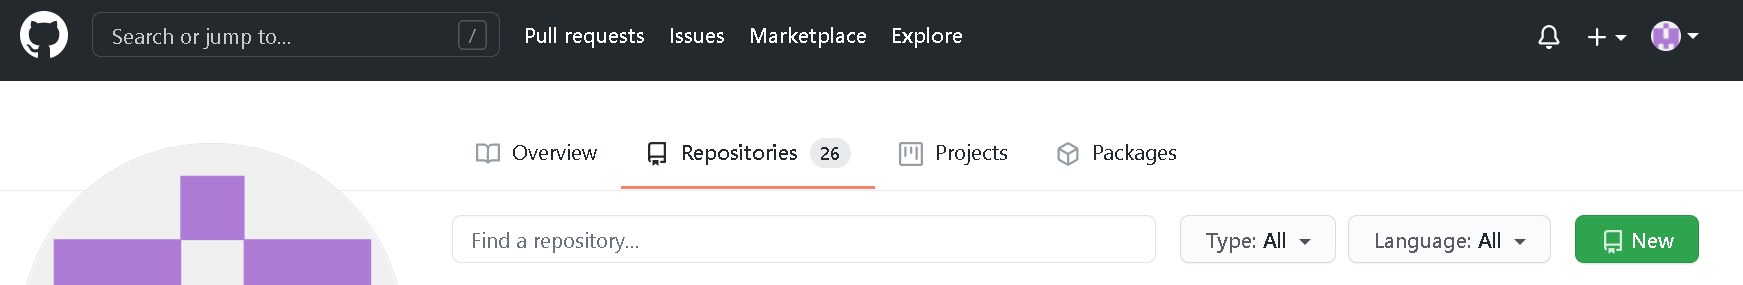 Search or jump to... / Pull requests Issues Marketplace Explore
Overview Repositories 26 Projects Packages
Find a repository... Type: All Language: All New